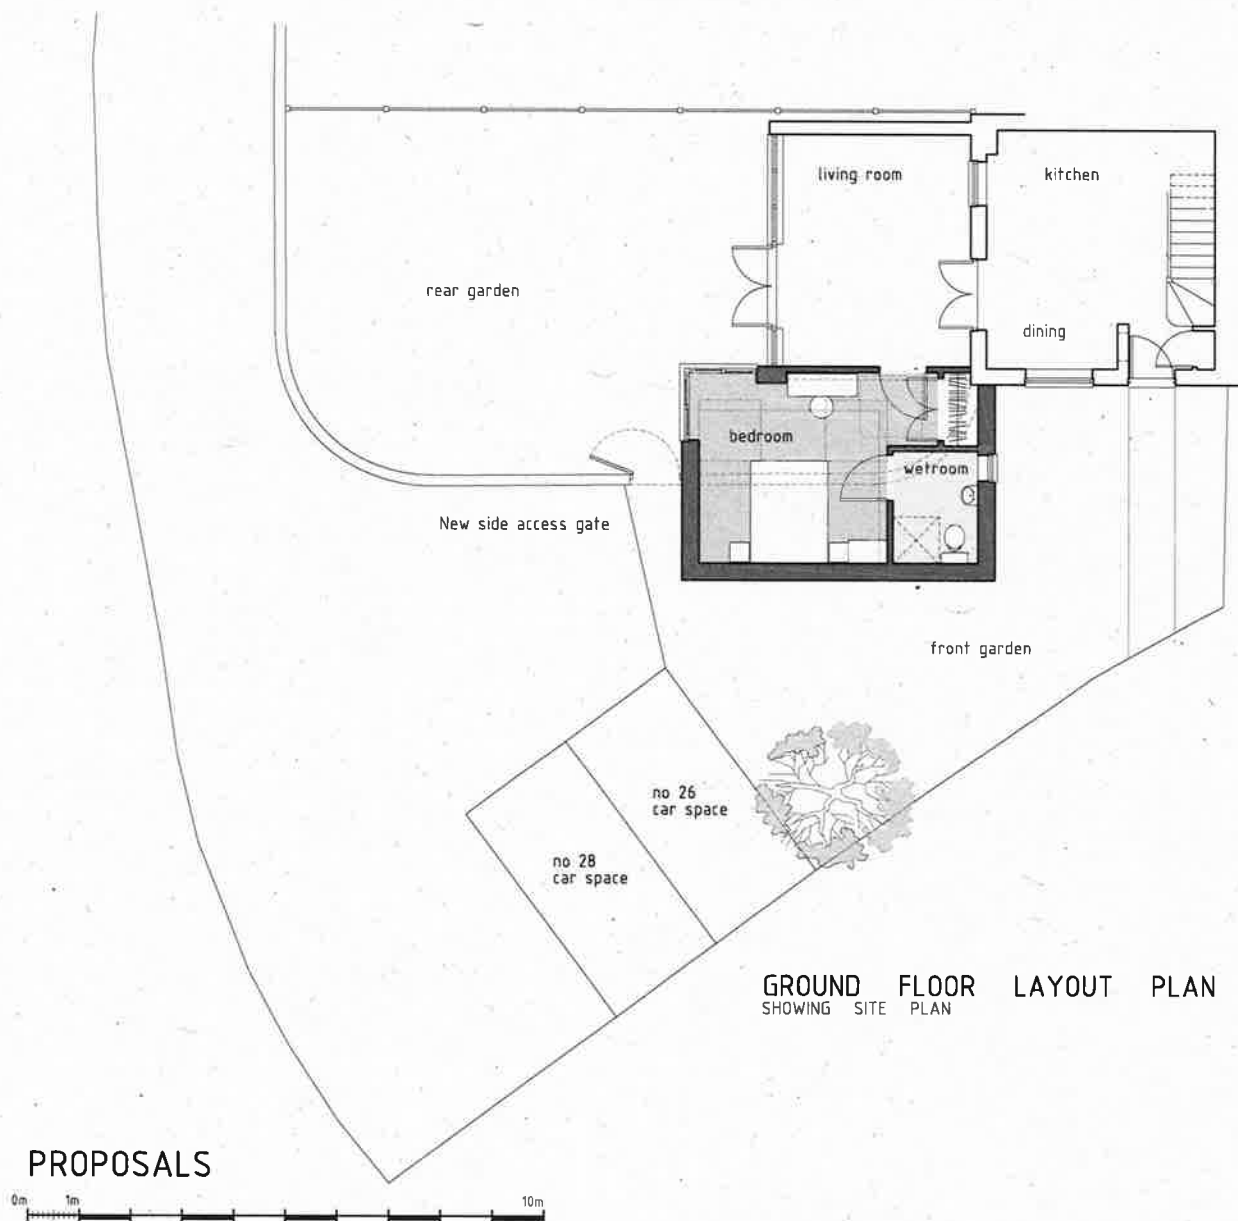 living room
kitchen
rear garden
dining
bedroom
wetroom
New side access gate
front garden
no 26
car space
no 28
car space
GROUND FLOOR LAYOUT PLAN
SHOWING SITE PLAN
PROPOSALS
0m 1m 10m